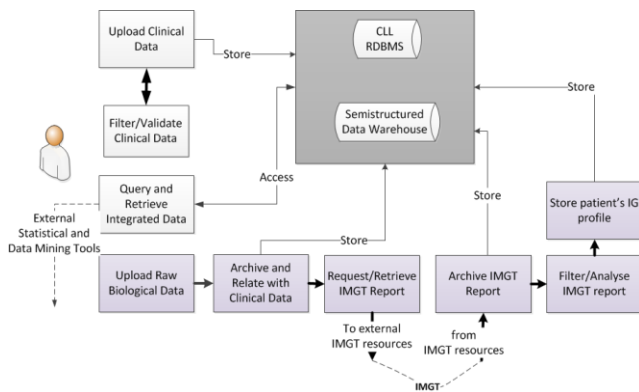 Upload Clinical
Data
Store
CLL
RDBMS
Semistructured
Data Warehouse
Filter/Validate
Clinical Data
Store
Access
Store
Query and
Retrieve
Integrated Data
External
Statistical and
Data Mining Tools
Store patient's IG
profile
Store
Upload Raw
Biological Data
Archive and
Relate with
Clinical Data
Request/Retrieve
IMGT Report
Archive IMGT
Report
Filter/Analyse
IMGT report
To external
IMGT resources
from
IMGT resources
IMGT